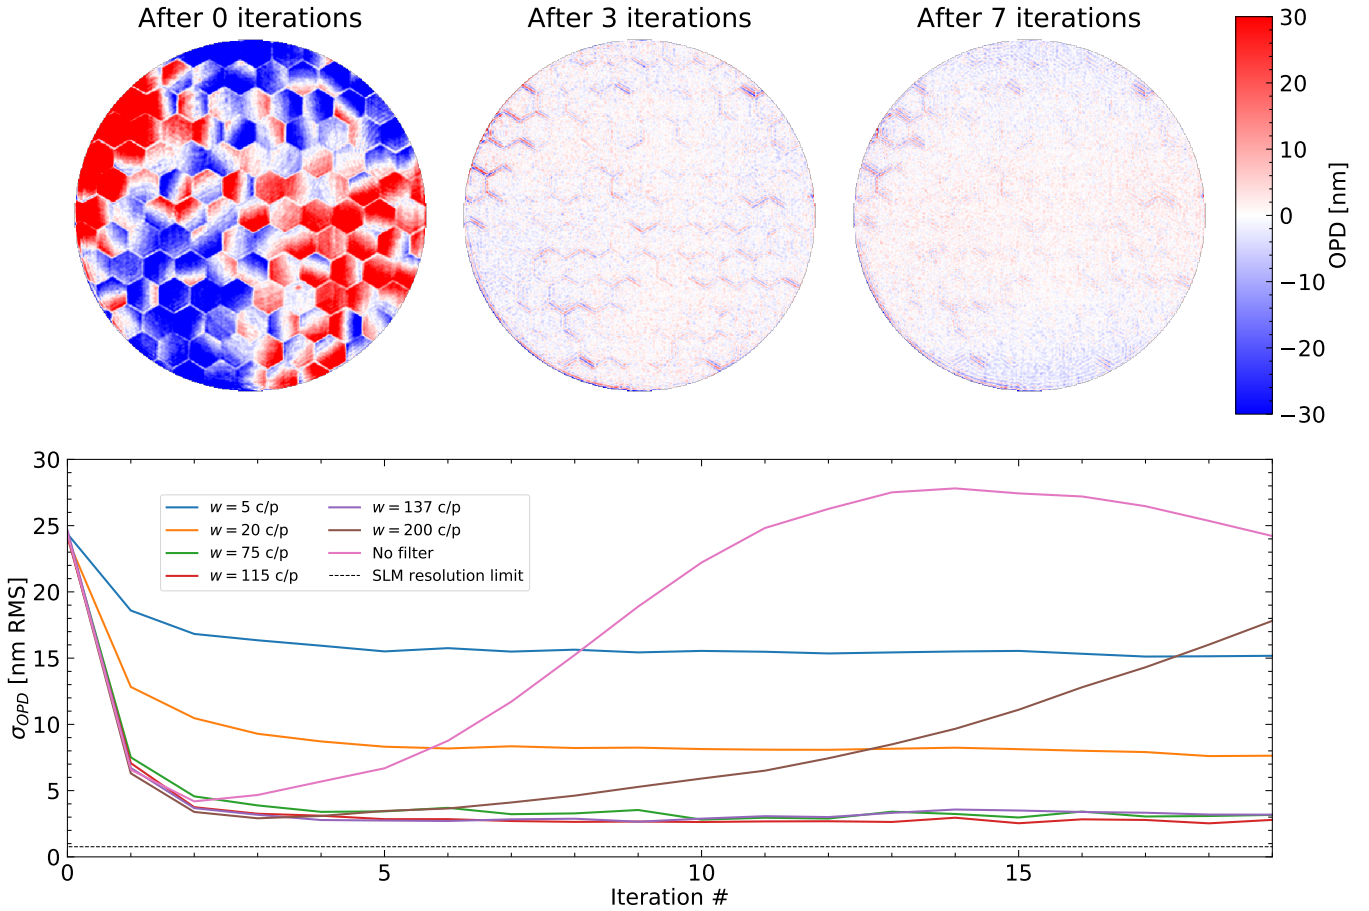 After 0 iterations
After 3 iterations
After 7 iterations
30
20
10
0
−10
−20
−30
OPD [nm]
30
25
20
15
10
5
0
σ_OPD [nm RMS]
w = 5 c/p
w = 20 c/p
w = 75 c/p
w = 115 c/p
w = 137 c/p
w = 200 c/p
No filter
SLM resolution limit
0
5
10
15
Iteration #